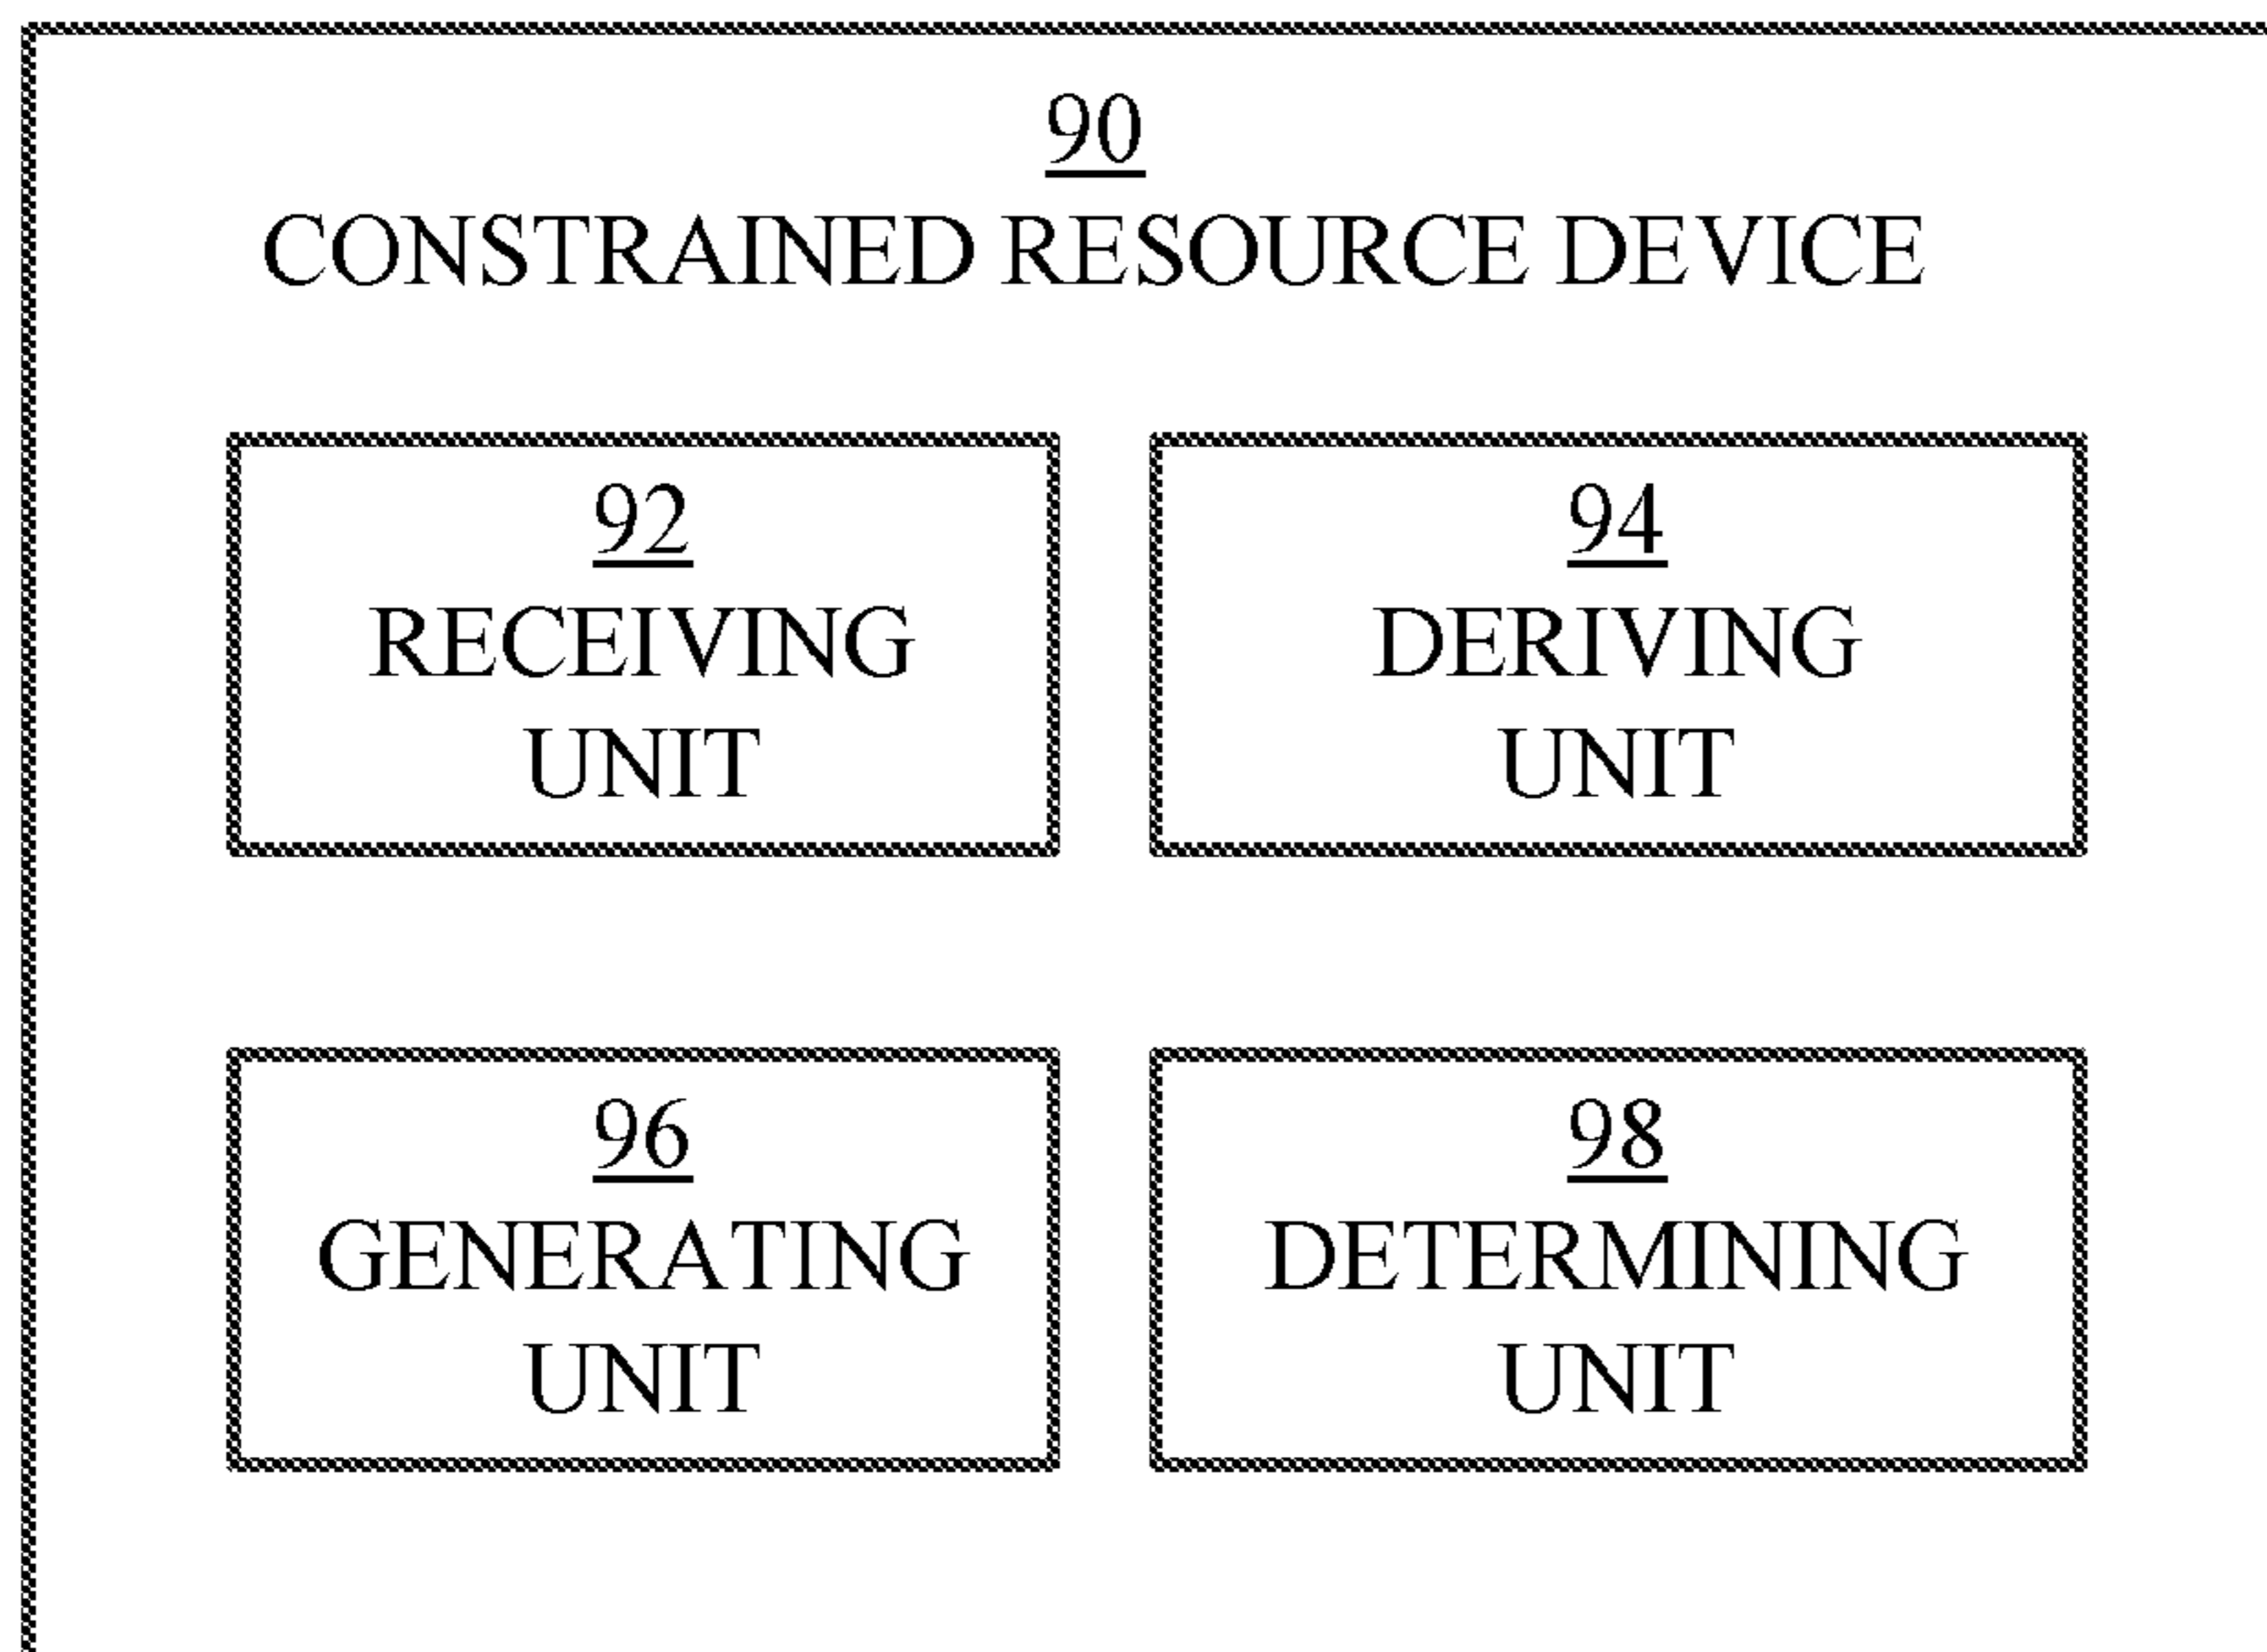 90
CONSTRAINED RESOURCE DEVICE
92
RECEIVING
UNIT
94
DERIVING
UNIT
96
GENERATING
UNIT
98
DETERMINING
UNIT